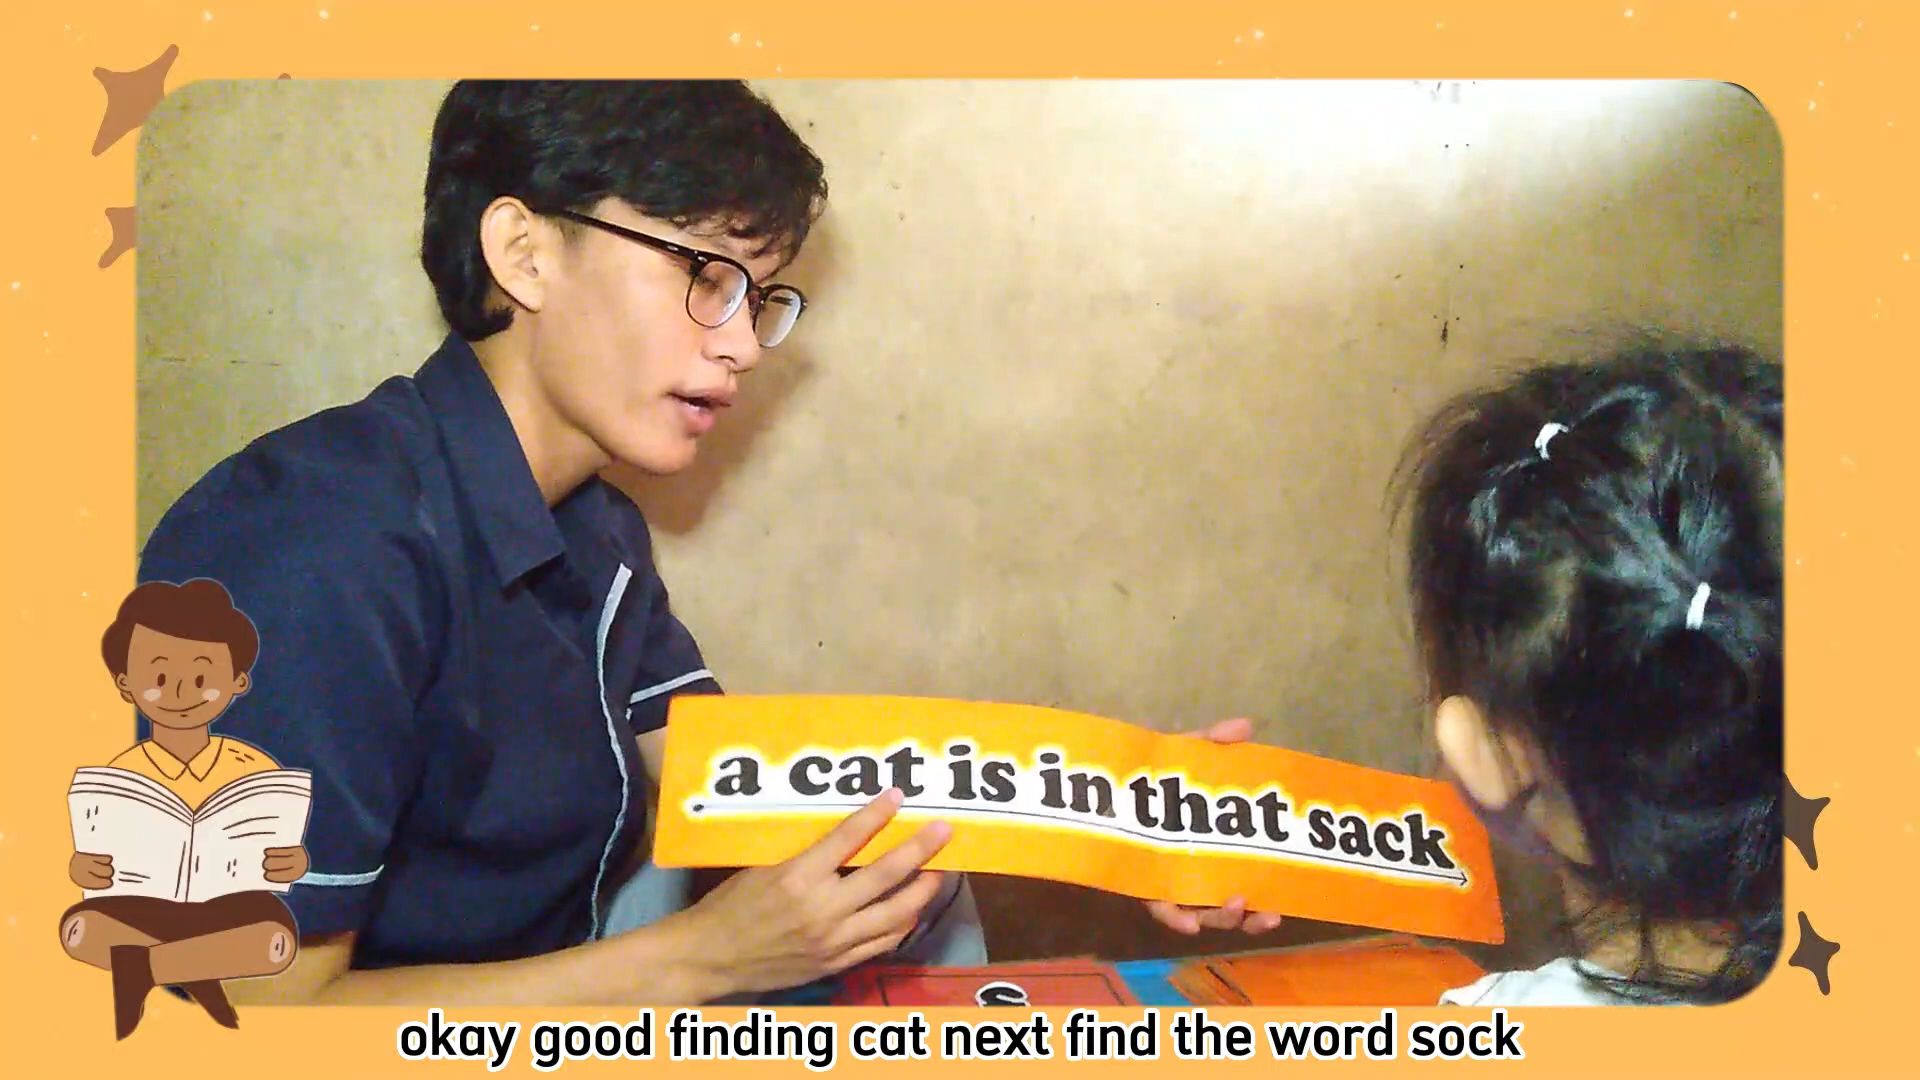 a cat is in that sack
s
okay good finding cat next find the word sock